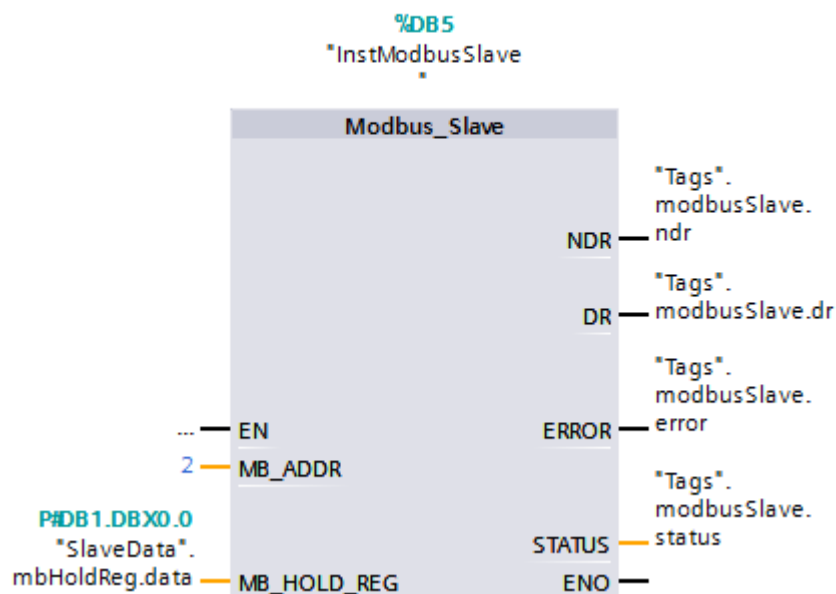 %DB5
"InstModbusSlave
"
Modbus_Slave
"Tags".
modbusSlave.
NDR ndr
"Tags".
DR modbusSlave.dr
"Tags".
modbusSlave.
... EN ERROR error
2 MB_ADDR
"Tags".
modbusSlave.
P#DB1.DBX0.0
STATUS status
"SlaveData".
mbHoldReg.data MB_HOLD_REG ENO